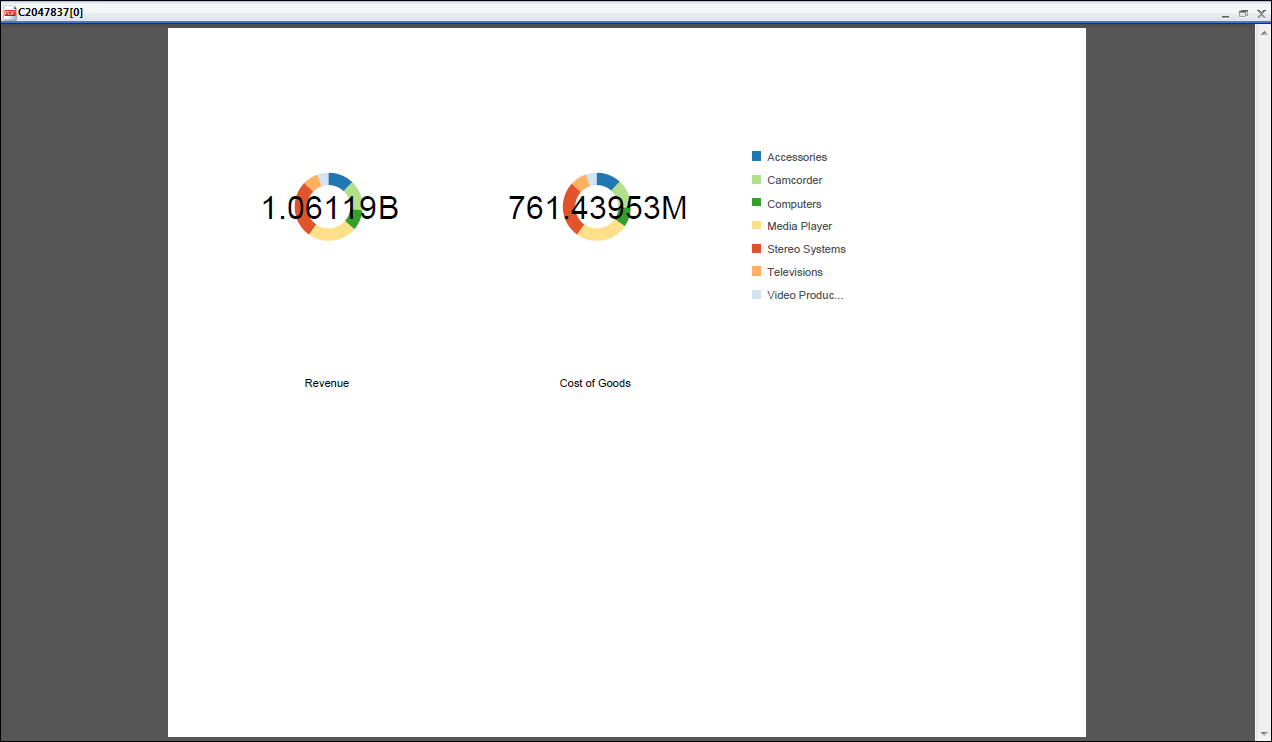 C2047837[0]
1.06119B
761.43953M
Accessories
Camcorder
Computers
Media Player
Stereo Systems
Televisions
Video Produc...
Revenue
Cost of Goods